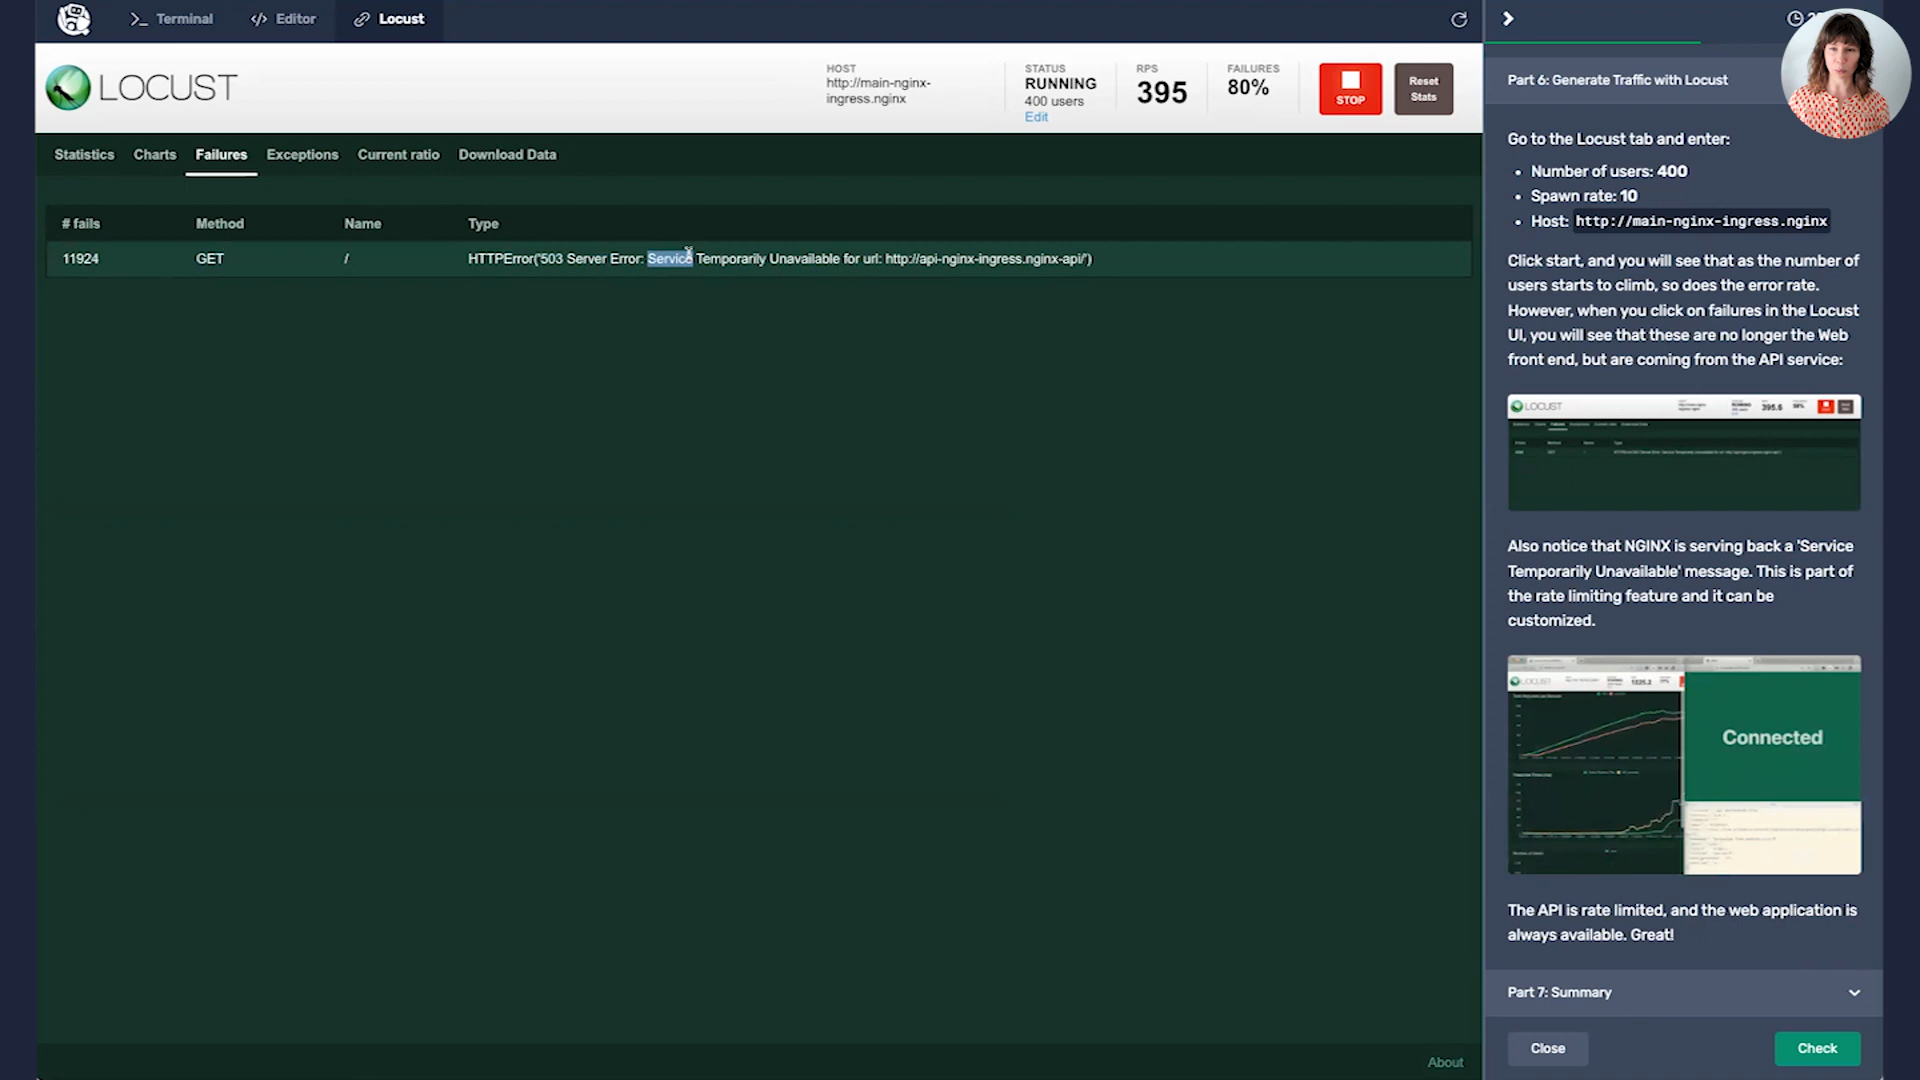 Terminal
Editor
Locust
LOCUST
HOST
http://main-nginx-
ingress.nginx
STATUS
RUNNING
400 users
Edit
RPS
395
FAILURES
80%
STOP
Reset
Stats
Statistics
Charts
Failures
Exceptions
Current ratio
Download Data
# fails
Method
Name
Type
11924
GET
/
HTTPError('503 Server Error: Service Temporarily Unavailable for url: http://api-nginx-ingress.nginx-api/')
About
Part 6: Generate Traffic with Locust
Go to the Locust tab and enter:
• Number of users: 400
• Spawn rate: 10
• Host: http://main-nginx-ingress.nginx
Click start, and you will see that as the number of
users starts to climb, so does the error rate.
However, when you click on failures in the Locust
UI, you will see that these are no longer the Web
front end, but are coming from the API service:
LOCUST
395.6
Also notice that NGINX is serving back a 'Service
Temporarily Unavailable' message. This is part of
the rate limiting feature and it can be
customized.
LOCUST
Connected
The API is rate limited, and the web application is
always available. Great!
Part 7: Summary
Close
Check